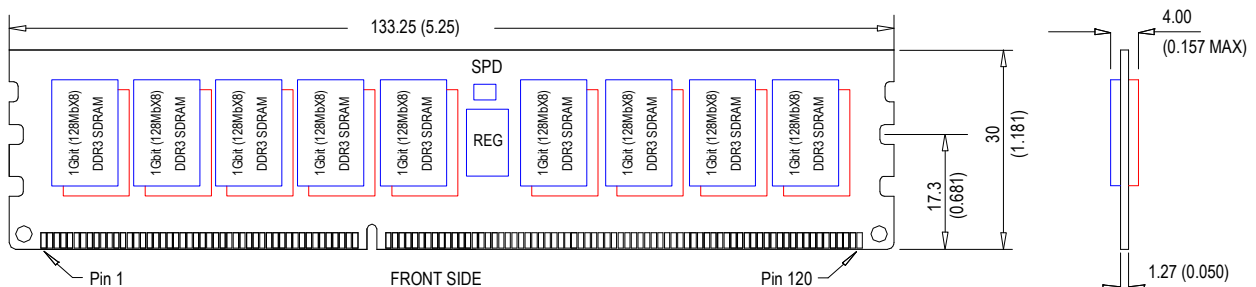 133.25 (5.25)
4.00
(0.157 MAX)
SPD
1Gbit (128MbX8)
DDR3 SDRAM
1Gbit (128MbX8)
DDR3 SDRAM
1Gbit (128MbX8)
DDR3 SDRAM
1Gbit (128MbX8)
DDR3 SDRAM
1Gbit (128MbX8)
DDR3 SDRAM
REG
1Gbit (128MbX8)
DDR3 SDRAM
1Gbit (128MbX8)
DDR3 SDRAM
1Gbit (128MbX8)
DDR3 SDRAM
1Gbit (128MbX8)
DDR3 SDRAM
17.3
(0.681)
30
(1.181)
Pin 1
FRONT SIDE
Pin 120
1.27 (0.050)